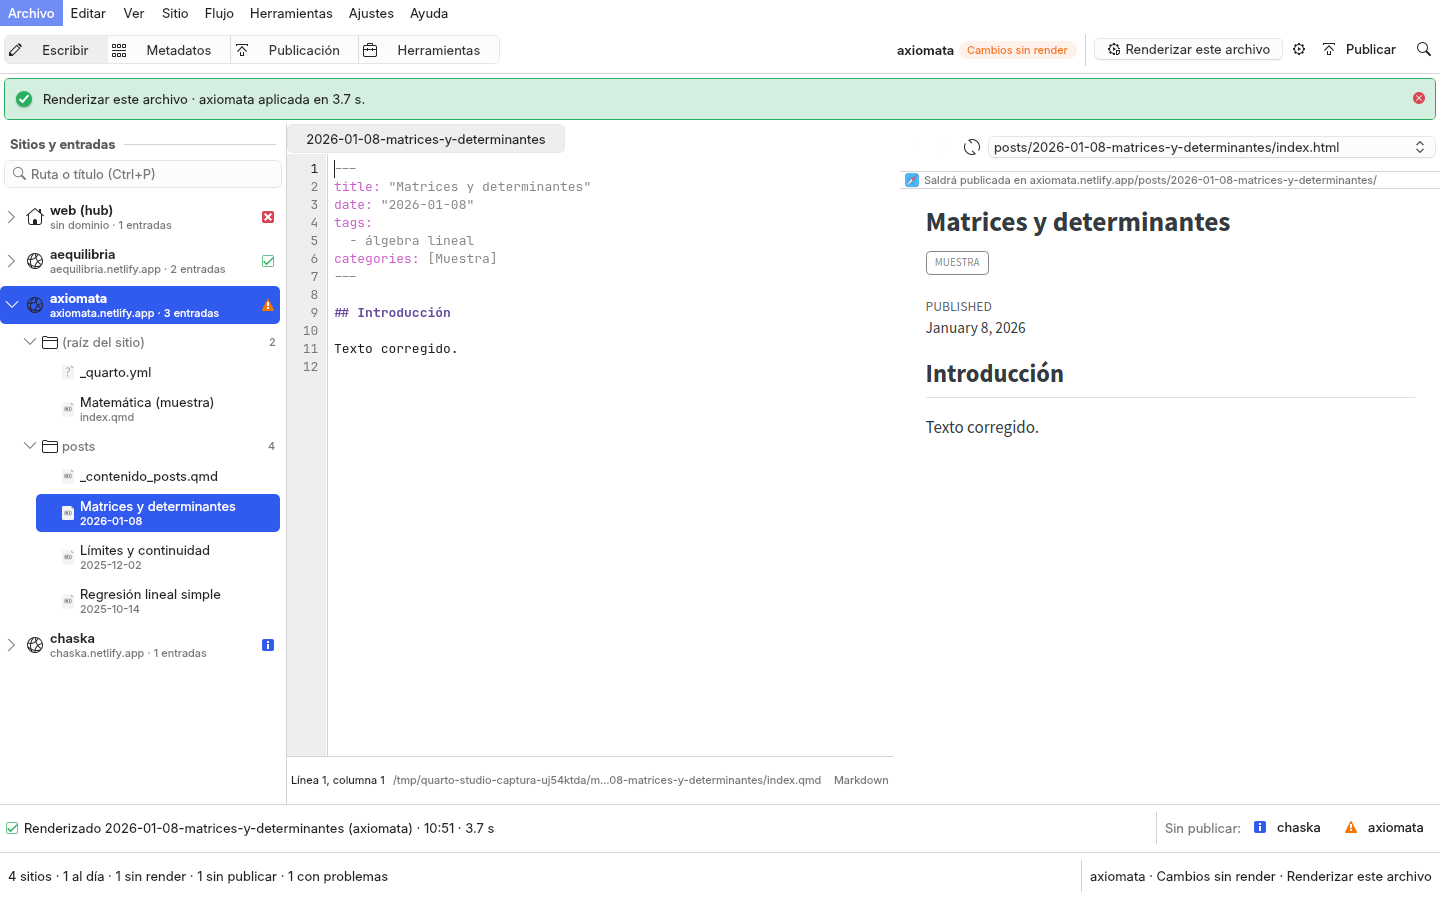 Archivo Editar Ver Sitio Flujo Herramientas Ajustes Ayuda
Escribir Metadatos Publicación Herramientas axiomata Cambios sin render Renderizar este archivo Publicar
Renderizar este archivo · axiomata aplicada en 3.7 s.
Sitios y entradas
Ruta o título (Ctrl+P)
web (hub)
sin dominio · 1 entradas
aequilibria
aequilibria.netlify.app · 2 entradas
axiomata
axiomata.netlify.app · 3 entradas
(raíz del sitio) 2
_quarto.yml
Matemática (muestra)
index.qmd
posts 4
_contenido_posts.qmd
Matrices y determinantes
2026-01-08
Límites y continuidad
2025-12-02
Regresión lineal simple
2025-10-14
chaska
chaska.netlify.app · 1 entradas
2026-01-08-matrices-y-determinantes
1 ---
2 title: "Matrices y determinantes"
3 date: "2026-01-08"
4 tags:
5 - álgebra lineal
6 categories: [Muestra]
7 ---
8
9 ## Introducción
10
11 Texto corregido.
12
Línea 1, columna 1 /tmp/quarto-studio-captura-uj54ktda/m...08-matrices-y-determinantes/index.qmd Markdown
posts/2026-01-08-matrices-y-determinantes/index.html
Saldrá publicada en axiomata.netlify.app/posts/2026-01-08-matrices-y-determinantes/
Matrices y determinantes
MUESTRA
PUBLISHED
January 8, 2026
Introducción
Texto corregido.
Renderizado 2026-01-08-matrices-y-determinantes (axiomata) · 10:51 · 3.7 s Sin publicar: chaska axiomata
4 sitios · 1 al día · 1 sin render · 1 sin publicar · 1 con problemas axiomata · Cambios sin render · Renderizar este archivo